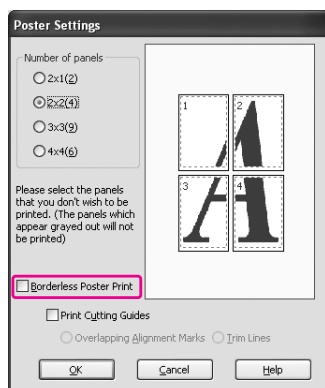 Poster Settings
Number of panels
2x1(2)
2x2(4)
3x3(9)
4x4(6)
Please select the panels
that you don't wish to be
printed. (The panels which
appear grayed out will not
be printed)
1
2
3
4
A
Borderless Poster Print
Print Cutting Guides
Overlapping Alignment Marks
Trim Lines
OK
Cancel
Help